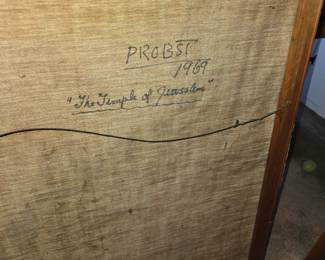 PROBST
1969
"The Temple of Jerusalem"